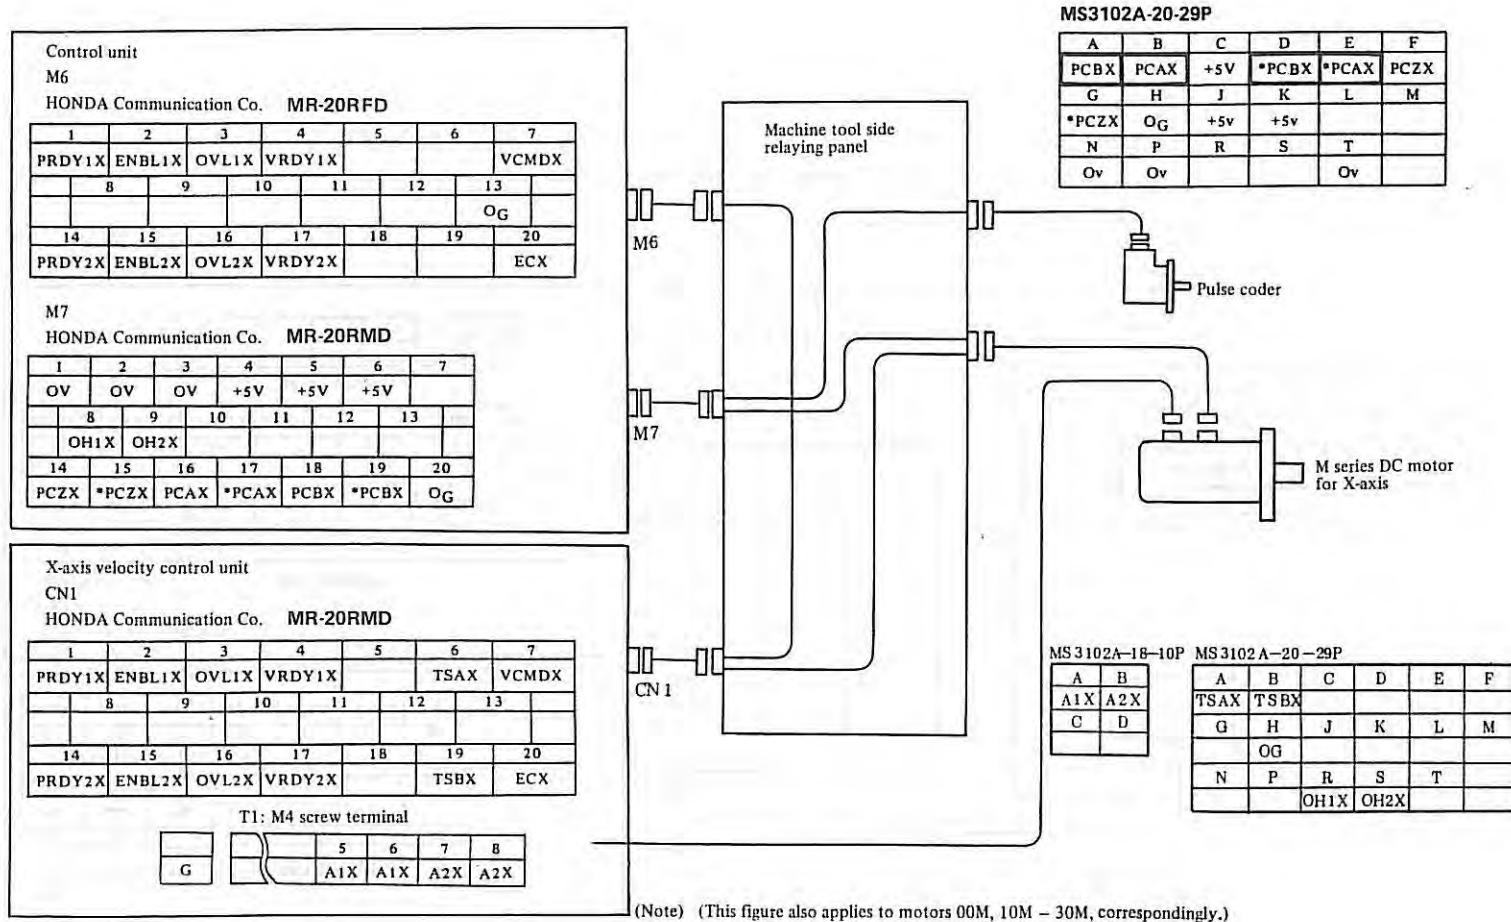 Control unit
M6
HONDA Communication Co. MR-20RFD
1 2 3 4 5 6 7
PRDY1X ENBL1X OVL1X VRDY1X VCMDX
8 9 10 11 12 13
OG
14 15 16 17 18 19 20
PRDY2X ENBL2X OVL2X VRDY2X ECX
M7
HONDA Communication Co. MR-20RMD
1 2 3 4 5 6 7
OV OV OV +5V +5V +5V
8 9 10 11 12 13
OH1X OH2X
14 15 16 17 18 19 20
PCZX *PCZX PCAX *PCAX PCBX *PCBX OG
X-axis velocity control unit
CN1
HONDA Communication Co. MR-20RMD
1 2 3 4 5 6 7
PRDY1X ENBL1X OVL1X VRDY1X TSAX VCMDX
8 9 10 11 12 13
14 15 16 17 18 19 20
PRDY2X ENBL2X OVL2X VRDY2X TSBX ECX
T1: M4 screw terminal
5 6 7 8
G A1X A1X A2X A2X
M6
M7
CN1
Machine tool side
relaying panel
MS3102A-20-29P
A B C D E F
PCBX PCAX +5V *PCBX *PCAX PCZX
G H J K L M
*PCZX OG +5v +5v
N P R S T
Ov Ov Ov
Pulse coder
M series DC motor
for X-axis
MS3102A-18-10P
A B
A1X A2X
C D
MS3102A-20-29P
A B C D E F
TSAX TSBX
G H J K L M
OG
N P R S T
OH1X OH2X
(Note) (This figure also applies to motors 00M, 10M – 30M, correspondingly.)